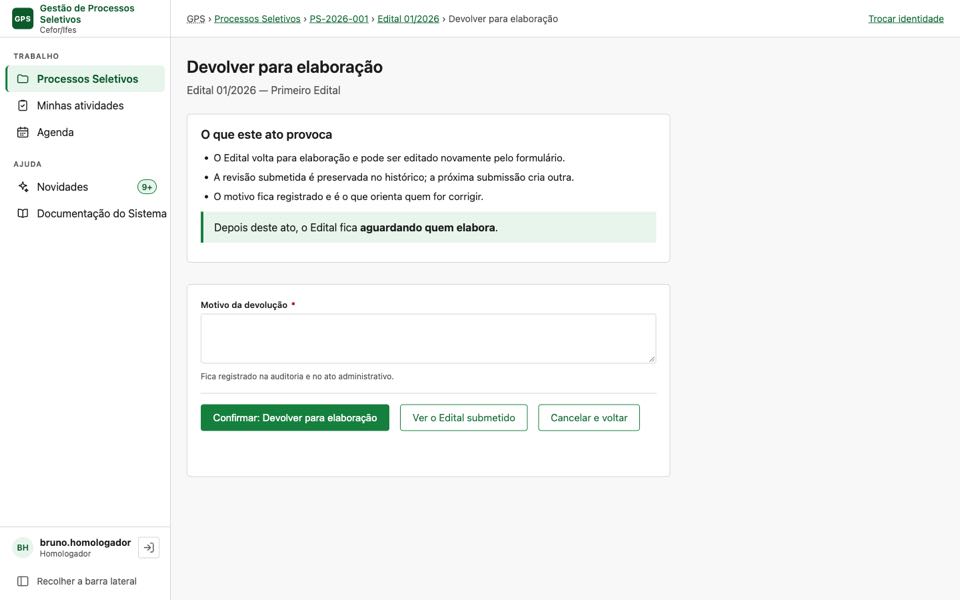 GPS
Gestão de Processos
Seletivos
Cefor/Ifes
GPS › Processos Seletivos › PS-2026-001 › Edital 01/2026 › Devolver para elaboração
Trocar identidade
TRABALHO
Processos Seletivos
Minhas atividades
Agenda
AJUDA
Novidades 9+
Documentação do Sistema
Devolver para elaboração
Edital 01/2026 — Primeiro Edital
O que este ato provoca
• O Edital volta para elaboração e pode ser editado novamente pelo formulário.
• A revisão submetida é preservada no histórico; a próxima submissão cria outra.
• O motivo fica registrado e é o que orienta quem for corrigir.
Depois deste ato, o Edital fica aguardando quem elabora.
Motivo da devolução *
Fica registrado na auditoria e no ato administrativo.
Confirmar: Devolver para elaboração
Ver o Edital submetido
Cancelar e voltar
BH
bruno.homologador
Homologador
Recolher a barra lateral